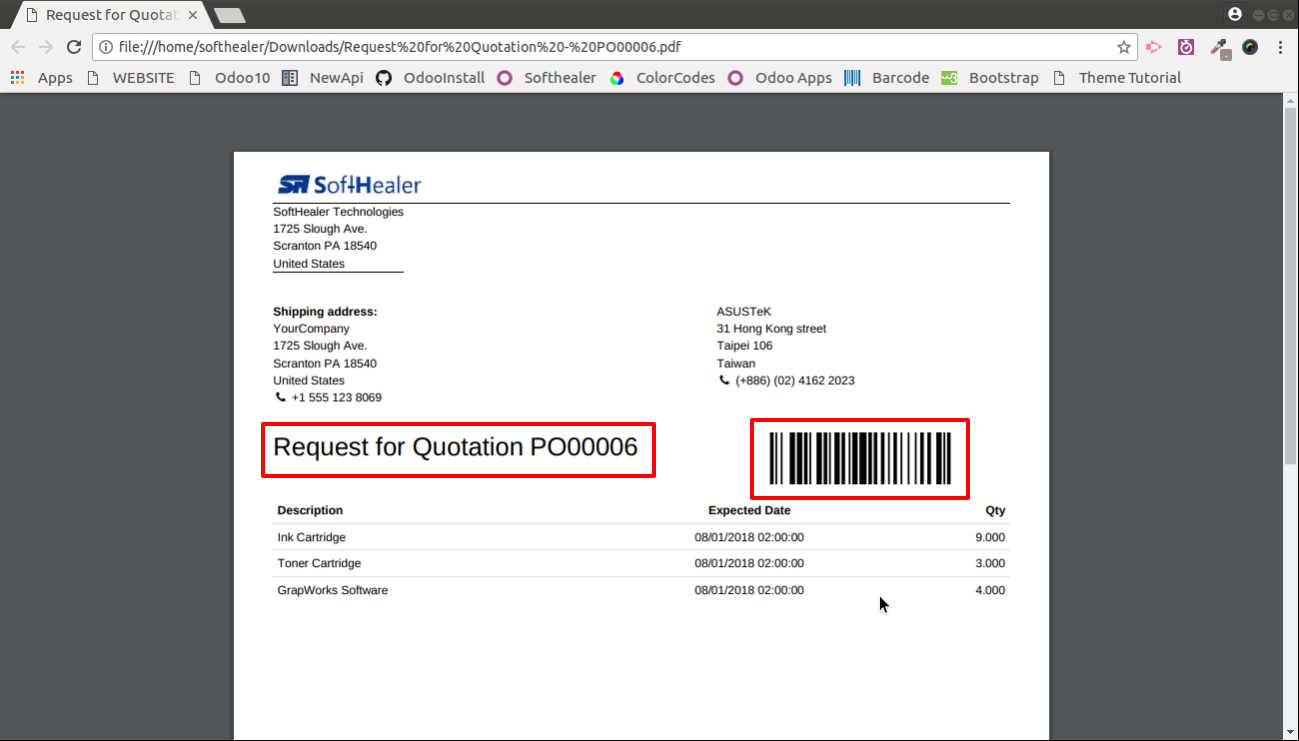 Request for Quotat
file:///home/softhealer/Downloads/Request%20for%20Quotation%20-%20PO00006.pdf
Apps WEBSITE Odoo10 NewApi OdooInstall Softhealer ColorCodes Odoo Apps Barcode Bootstrap Theme Tutorial
SoftHealer
SoftHealer Technologies
1725 Slough Ave.
Scranton PA 18540
United States
Shipping address:
YourCompany
1725 Slough Ave.
Scranton PA 18540
United States
+1 555 123 8069
ASUSTeK
31 Hong Kong street
Taipei 106
Taiwan
(+886) (02) 4162 2023
Request for Quotation PO00006
Description Expected Date Qty
Ink Cartridge 08/01/2018 02:00:00 9.000
Toner Cartridge 08/01/2018 02:00:00 3.000
GrapWorks Software 08/01/2018 02:00:00 4.000